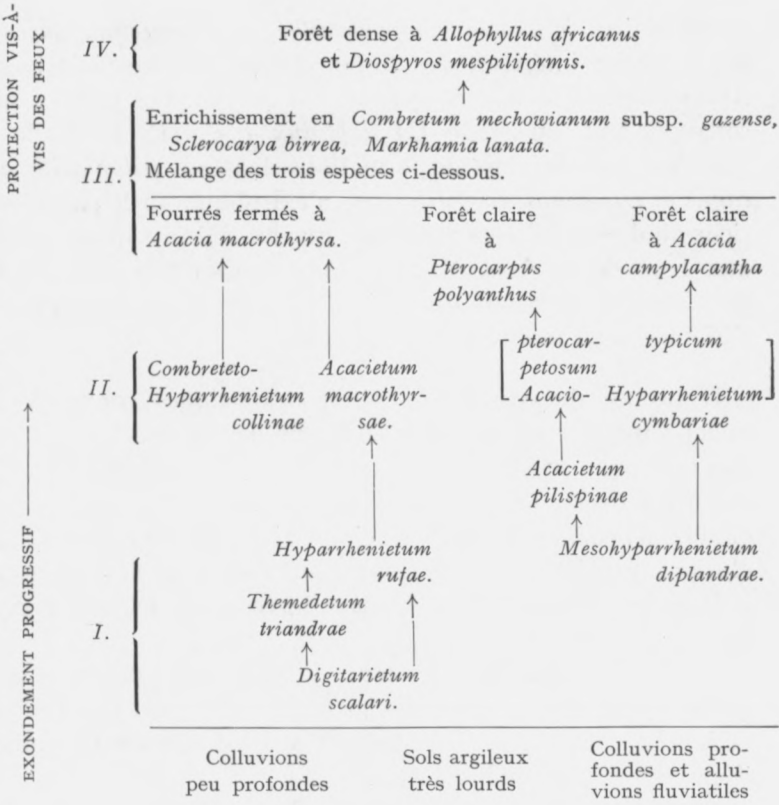 PROTECTION VIS-À-
VIS DES FEUX
IV.
Forêt dense à Allophyllus africanus
et Diospyros mespiliformis.
III.
Enrichissement en Combretum mechowianum subsp. gazense,
Sclerocarya birrea, Markhamia lanata.
Mélange des trois espèces ci-dessous.
Fourrés fermés à
Acacia macrothyrsa.
Forêt claire
à
Pterocarpus
polyanthus
Forêt claire
à Acacia
campylacantha
EXONDEMENT PROGRESSIF
II.
Combreteto-
Hyparrhenietum
collinae
Acacietum
macrothyr-
sae.
pterocar-
petosum
Acacio-
typicum
Hyparrhenietum
cymbariae
Acacietum
pilispinae
I.
Hyparrhenietum
rufae.
Mesohyparrhenietum
diplandrae.
Themedetum
triandrae
Digitarietum
scalari.
Colluvions
peu profondes
Sols argileux
très lourds
Colluvions pro-
fondes et allu-
vions fluviatiles